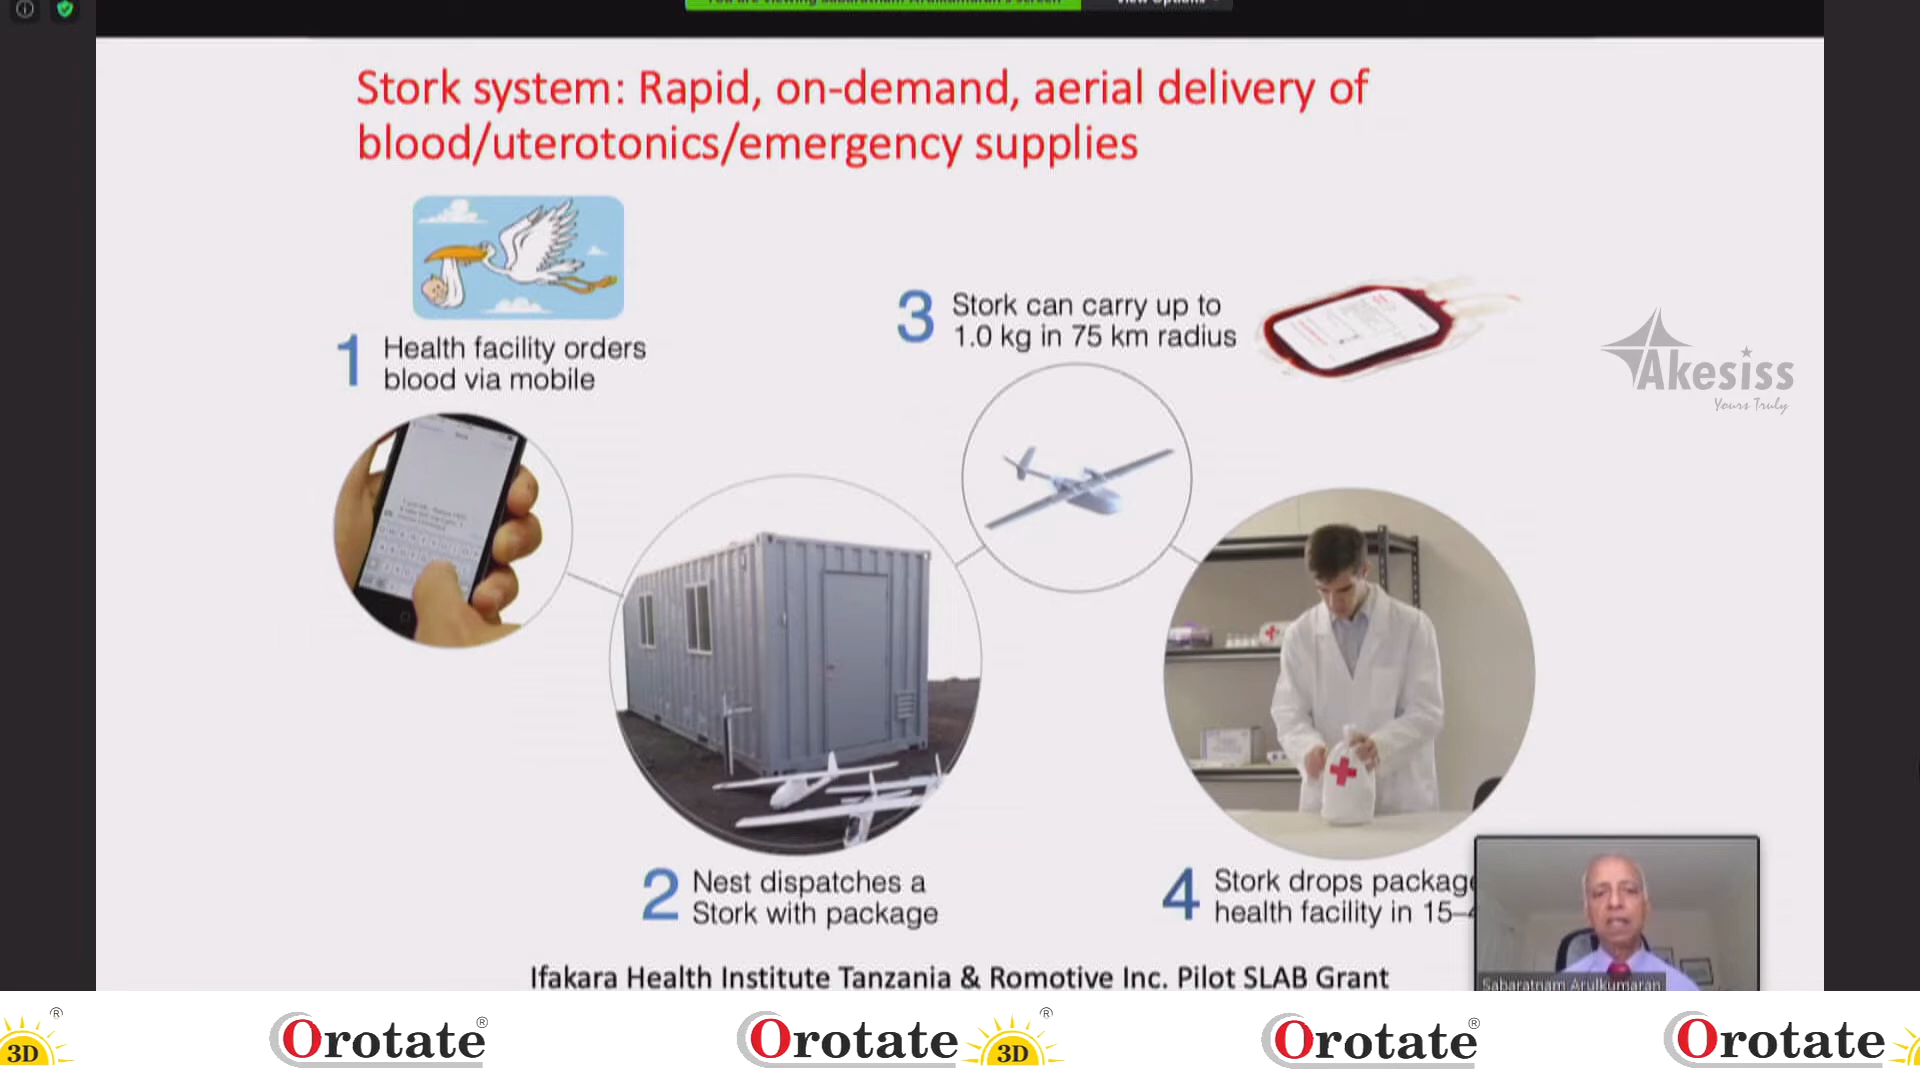 Stork system: Rapid, on-demand, aerial delivery of
blood/uterotonics/emergency supplies
1 Health facility orders
blood via mobile
3 Stork can carry up to
1.0 kg in 75 km radius
Akesiss
Yours Truly
2 Nest dispatches a
Stork with package
4 Stork drops packag
health facility in 15–
Ifakara Health Institute Tanzania & Romotive Inc. Pilot SLAB Grant
Sabaratnam Arulkumaran
3D ® Orotate ® Orotate 3D ® Orotate ® Orotate